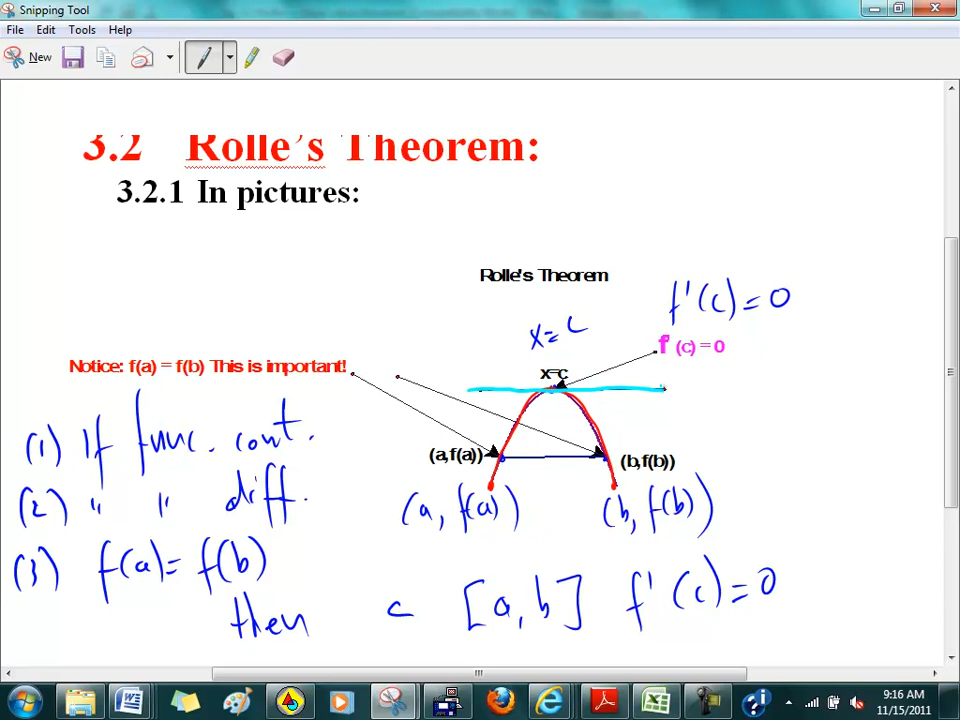 Snipping Tool
File Edit Tools Help
New
3.2 Rolle's Theorem:
3.2.1 In pictures:
Rolle's Theorem
f'(c) = 0
x = c
f' (c) = 0
Notice: f(a) = f(b) This is important!
x=c
(1) If func. cont.
(a,f(a)) (b,f(b))
(2) " " diff.
(a, f(a)) (b, f(b))
(3) f(a) = f(b)
then c [a, b] f'(c) = 0
9:16 AM
11/15/2011